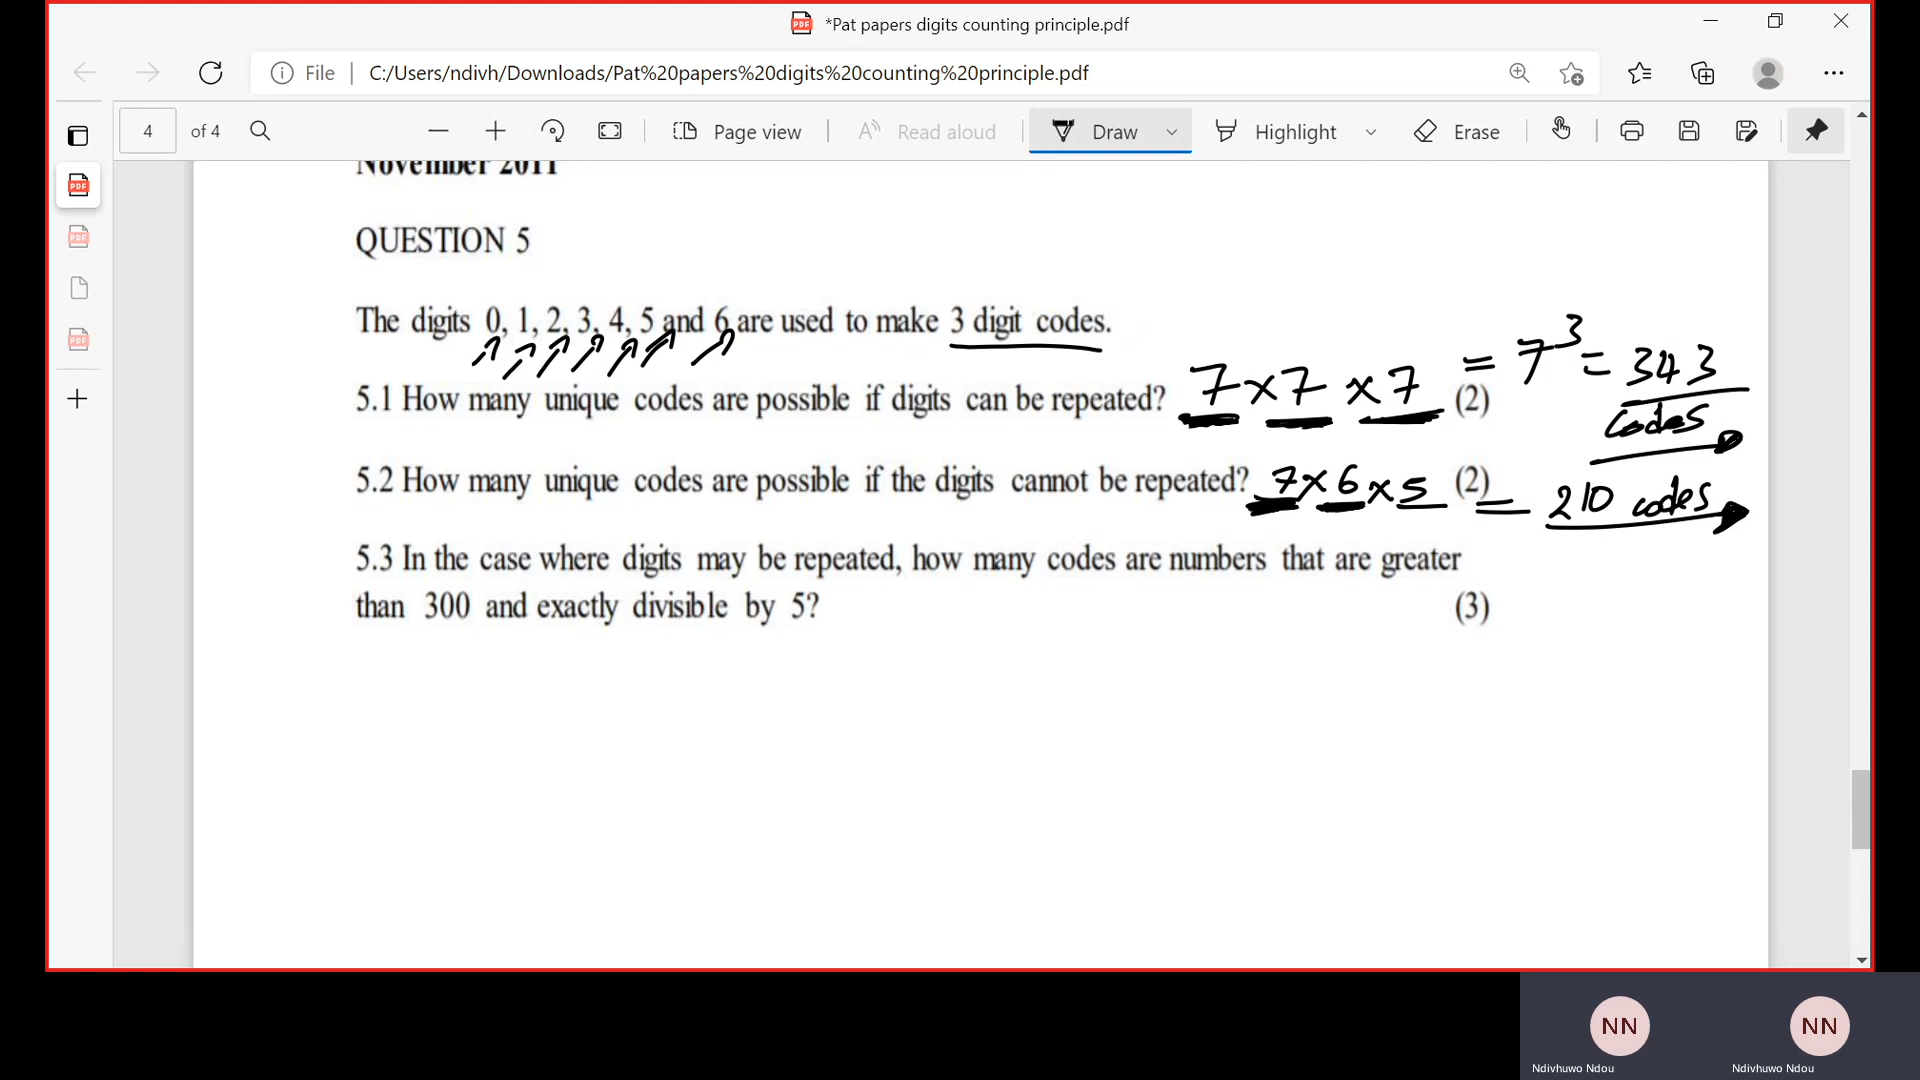 *Pat papers digits counting principle.pdf
File
C:/Users/ndivh/Downloads/Pat%20papers%20digits%20counting%20principle.pdf
4 of 4
Page view
Read aloud
Draw
Highlight
Erase
November 2011
QUESTION 5
The digits 0, 1, 2, 3, 4, 5 and 6 are used to make 3 digit codes.
5.1 How many unique codes are possible if digits can be repeated? 7 x 7 x 7 (2) = 7³ = 343
codes
5.2 How many unique codes are possible if the digits cannot be repeated? 7 x 6 x 5 (2) = 210 codes
5.3 In the case where digits may be repeated, how many codes are numbers that are greater
than 300 and exactly divisible by 5? (3)
NN NN
Ndivhuwo Ndou Ndivhuwo Ndou